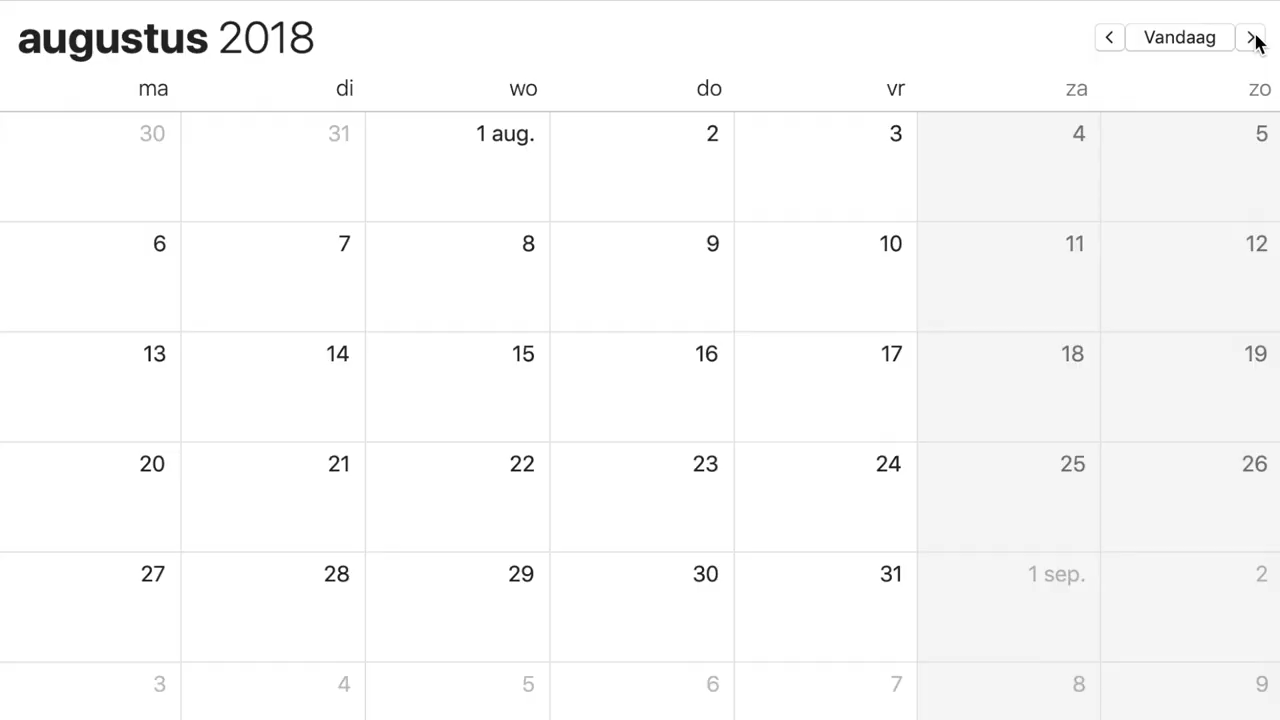 augustus 2018
Vandaag
ma di wo do vr za zo
30 31 1 aug. 2 3 4 5
6 7 8 9 10 11 12
13 14 15 16 17 18 19
20 21 22 23 24 25 26
27 28 29 30 31 1 sep. 2
3 4 5 6 7 8 9